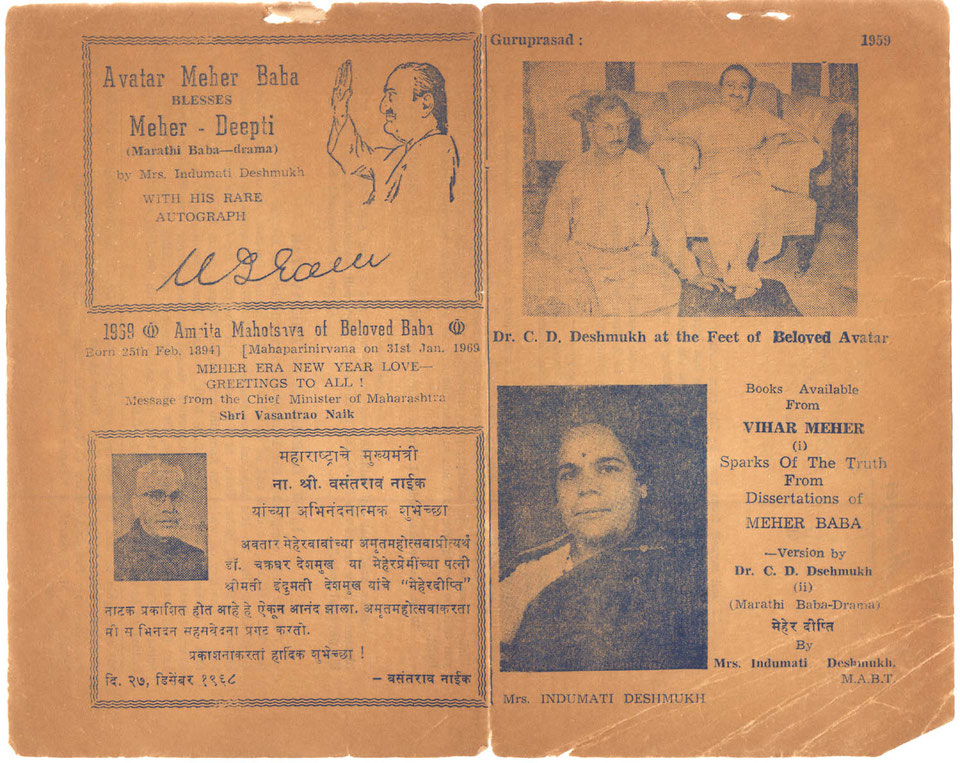 Avatar Meher Baba
BLESSES
Meher - Deepti
(Marathi Baba—drama)
by Mrs. Indumati Deshmukh
WITH HIS RARE
AUTOGRAPH
1969 Amrita Mahotsava of Beloved Baba
Born 25th Feb. 1894] [Mahaparinirvana on 31st Jan. 1969
MEHER ERA NEW YEAR LOVE—
GREETINGS TO ALL !
Message from the Chief Minister of Maharashtra
Shri Vasantrao Naik
महाराष्ट्राचे मुख्यमंत्री
ना. श्री. वसंतराव नाईक
यांच्या अभिनंदनात्मक शुभेच्छा
अवतार मेहेरबाबांच्या अमृतमहोत्सवाप्रीत्यर्थ
डॉ. चक्रधर देशमुख या मेहेरप्रेमींच्या पत्नी
श्रीमती इंदुमती देशमुख यांचे "मेहेरदीप्ति"
नाटक प्रकाशित होत आहे हे ऐकून आनंद झाला. अमृतमहोत्सवाकरता
मी स भिनदन सहसवेदना प्रगट करतो.
प्रकाशनाकरतां हार्दिक शुभेच्छा !
दि. २७, डिसेंबर १९६८ – वसंतराव नाईक
Guruprasad : 1959
Dr. C. D. Deshmukh at the Feet of Beloved Avatar
Books Available
From
VIHAR MEHER
(i)
Sparks Of The Truth
From
Dissertations of
MEHER BABA
—Version by
Dr. C. D. Dsehmukh
(ii)
(Marathi Baba-Drama)
मेहेर दीप्ति
By
Mrs. Indumati Deshmukh,
M.A.B.T.
Mrs. INDUMATI DESHMUKH